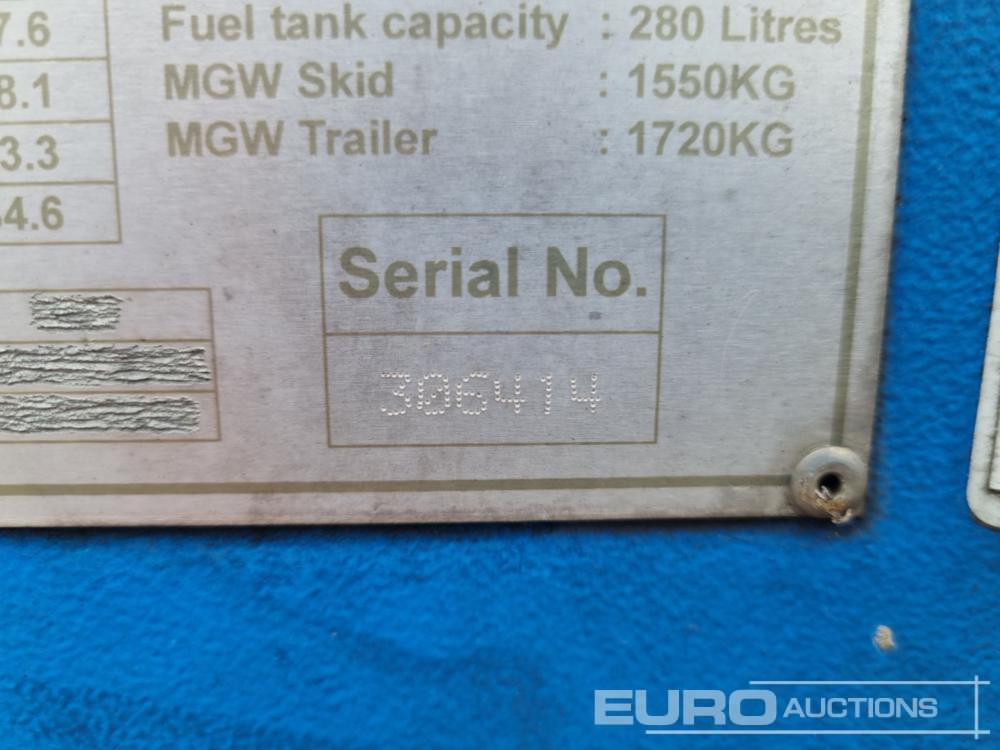 7.6
8.1
3.3
4.6
Fuel tank capacity : 280 Litres
MGW Skid : 1550KG
MGW Trailer : 1720KG
Serial No.
306414
EURO AUCTIONS